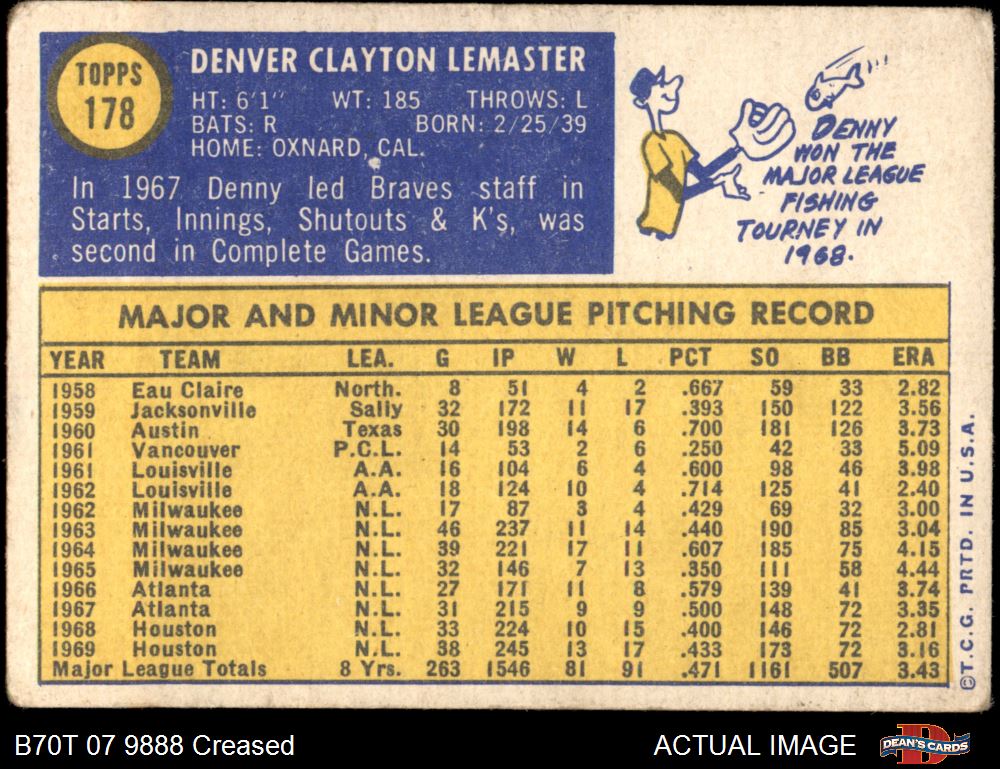 TOPPS
178
DENVER CLAYTON LEMASTER
HT: 6'1" WT: 185 THROWS: L
BATS: R BORN: 2/25/39
HOME: OXNARD, CAL.
In 1967 Denny led Braves staff in
Starts, Innings, Shutouts & K's, was
second in Complete Games.
DENNY
WON THE
MAJOR LEAGUE
FISHING
TOURNEY IN
1968.
MAJOR AND MINOR LEAGUE PITCHING RECORD
YEAR TEAM LEA. G IP W L PCT SO BB ERA
1958 Eau Claire North. 8 51 4 2 .667 59 33 2.82
1959 Jacksonville Sally 32 172 11 17 .393 150 122 3.56
1960 Austin Texas 30 198 14 6 .700 181 126 3.73
1961 Vancouver P.C.L. 14 53 2 6 .250 42 33 5.09
1961 Louisville A.A. 16 104 6 4 .600 98 46 3.98
1962 Louisville A.A. 18 124 10 4 .714 125 41 2.40
1962 Milwaukee N.L. 17 87 3 4 .429 69 32 3.00
1963 Milwaukee N.L. 46 237 11 14 .440 190 85 3.04
1964 Milwaukee N.L. 39 221 17 11 .607 185 75 4.15
1965 Milwaukee N.L. 32 146 7 13 .350 111 58 4.44
1966 Atlanta N.L. 27 171 11 8 .579 139 41 3.74
1967 Atlanta N.L. 31 215 9 9 .500 148 72 3.35
1968 Houston N.L. 33 224 10 15 .400 146 72 2.81
1969 Houston N.L. 38 245 13 17 .433 173 72 3.16
Major League Totals 8 Yrs. 263 1546 81 91 .471 1161 507 3.43
©T.C.G. PRTD. IN U.S.A.
B70T 07 9888 Creased
ACTUAL IMAGE
DEAN'S CARDS